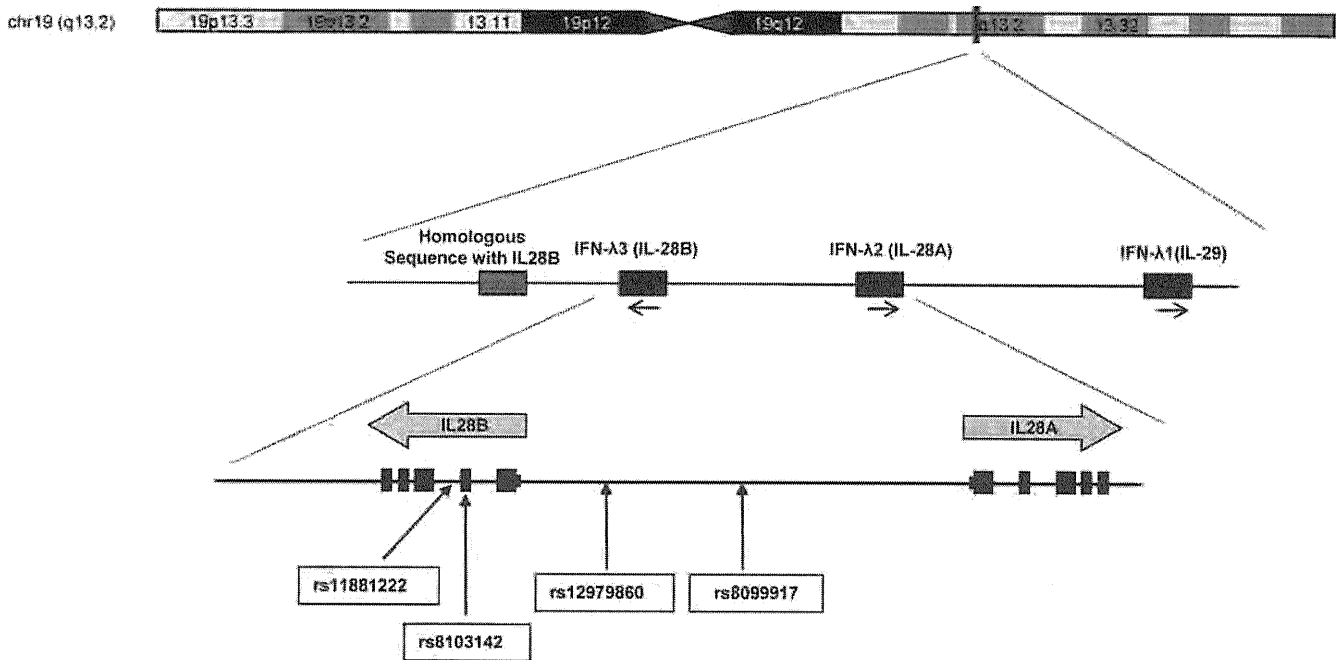 chr19 (q13.2)
19p13.3
13.11
19p12
19q12
q13.2
13.32
Homologous
Sequence with IL28B
IFN-λ3 (IL-28B)
IFN-λ2 (IL-28A)
IFN-λ1(IL-29)
IL28B
IL28A
rs11881222
rs12979860
rs8099917
rs8103142